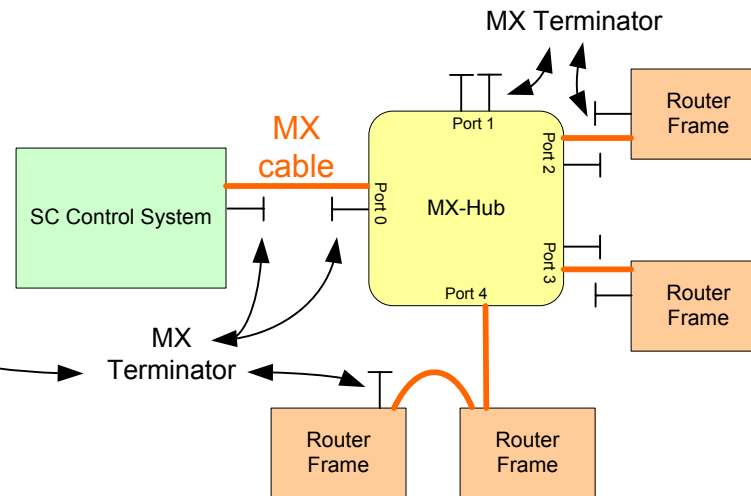 MX Terminator
Router
Frame
Port 1
MX
cable
Port 2
SC Control System
Port 0
MX-Hub
Port 3
Port 4
Router
Frame
MX
Terminator
Router
Frame
Router
Frame